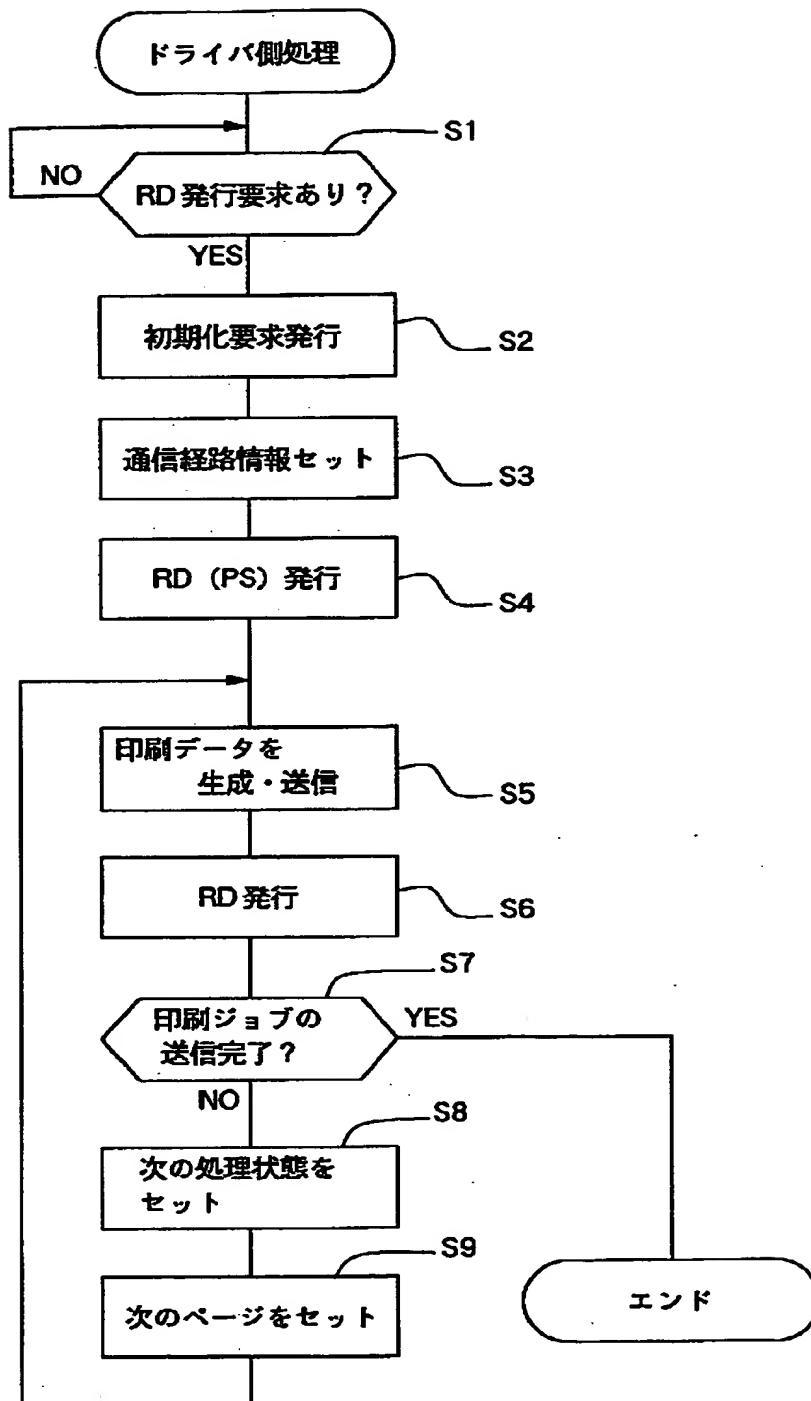 ドライバ側処理
S1
NO
RD発行要求あり?
YES
初期化要求発行
S2
通信経路情報セット
S3
RD(PS)発行
S4
印刷データを
生成・送信
S5
RD発行
S6
S7
印刷ジョブの
送信完了?
YES
NO
S8
次の処理状態を
セット
S9
次のページをセット
エンド